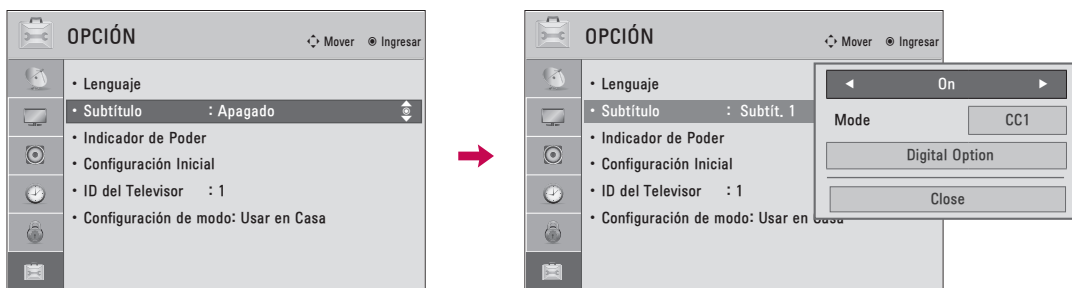 OPCIÓN
Mover
Ingresar
• Lenguaje
• Subtítulo : Apagado
• Indicador de Poder
• Configuración Inicial
• ID del Televisor : 1
• Configuración de modo: Usar en Casa
OPCIÓN
Mover
Ingresar
• Lenguaje
• Subtítulo : Subtít. 1
• Indicador de Poder
• Configuración Inicial
• ID del Televisor : 1
• Configuración de modo: Usar en Casa
On
Mode CC1
Digital Option
Close